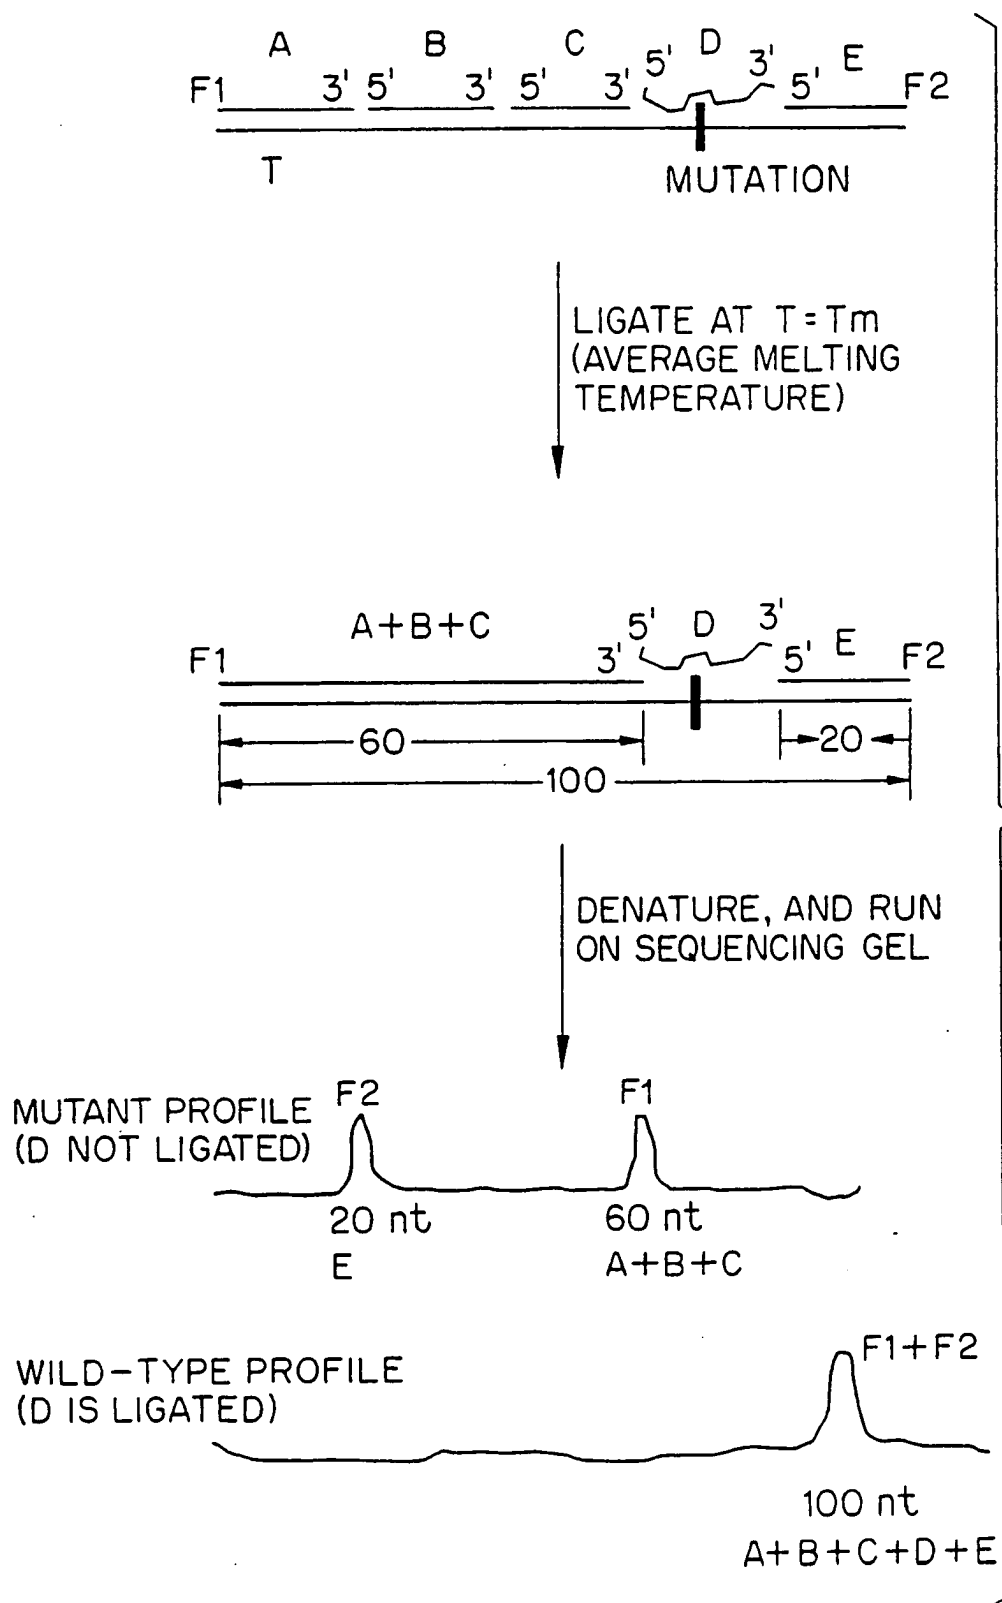 A B C 5' D 3' E
F1 3' 5' 3' 5' 3' 5' F2
T
MUTATION
LIGATE AT T=Tm
(AVERAGE MELTING
TEMPERATURE)
A+B+C 5' D 3'
F1 3' 5' E F2
60 20
100
DENATURE, AND RUN
ON SEQUENCING GEL
F2 F1
MUTANT PROFILE
(D NOT LIGATED)
20 nt 60 nt
E A+B+C
F1+F2
WILD-TYPE PROFILE
(D IS LIGATED)
100 nt
A+B+C+D+E